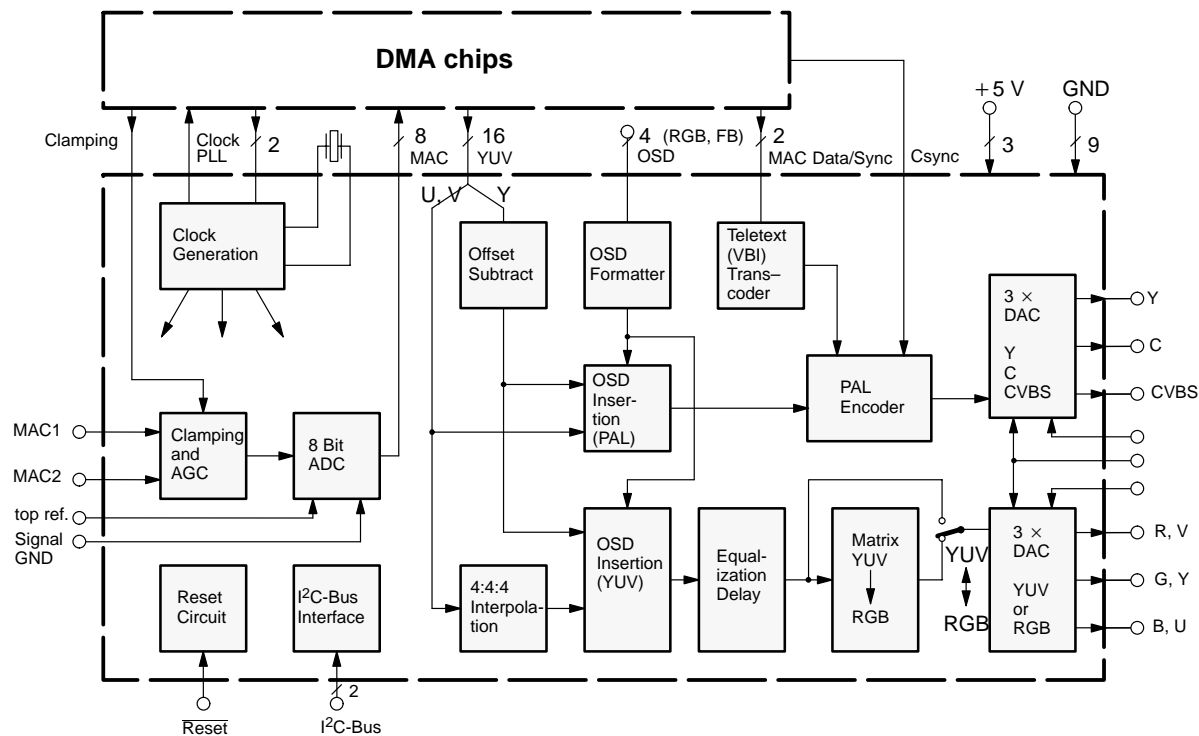 DMA chips
+5 V
GND
Clamping
Clock
PLL
2
8
MAC
16
YUV
4 (RGB, FB)
OSD
2
MAC Data/Sync
Csync
3
9
U, V
Y
Clock
Generation
Offset
Subtract
OSD
Formatter
Teletext
(VBI)
Trans–
coder
3 ×
DAC
Y
C
CVBS
Y
C
CVBS
OSD
Inser-
tion
(PAL)
PAL
Encoder
MAC1
MAC2
top ref.
Signal
GND
Clamping
and
AGC
8 Bit
ADC
OSD
Insertion
(YUV)
Equal-
ization
Delay
Matrix
YUV
RGB
YUV
RGB
3 ×
DAC
YUV
or
RGB
R, V
G, Y
B, U
Reset
Circuit
I²C-Bus
Interface
4:4:4
Interpola-
tion
2
Reset
I²C-Bus